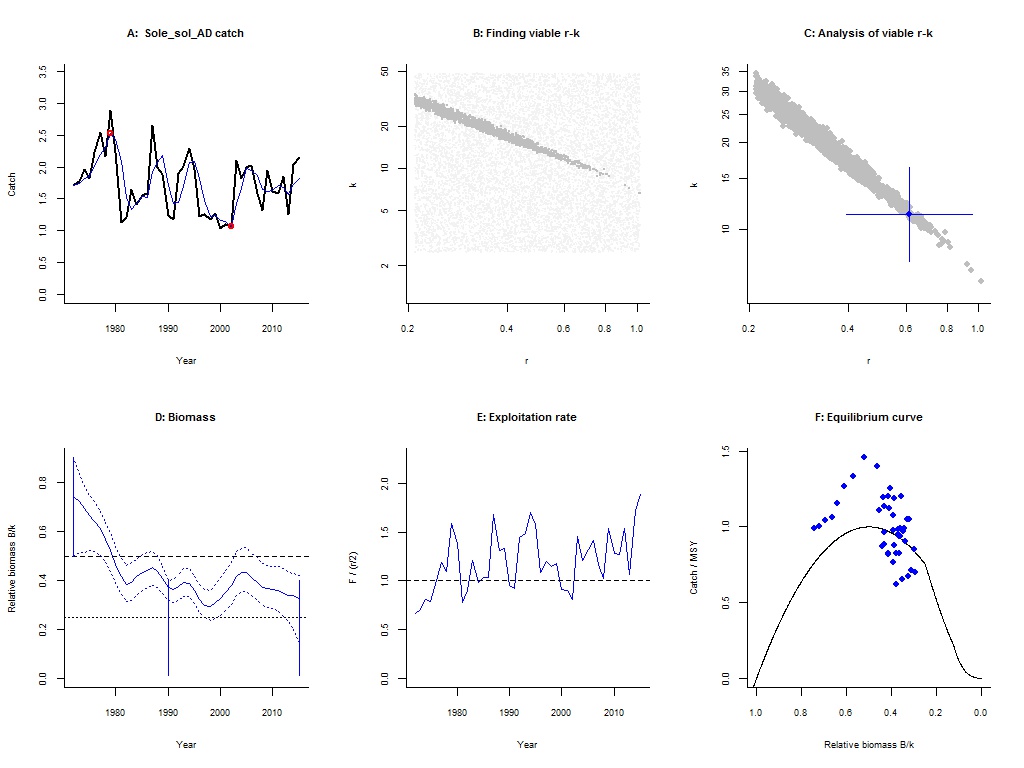 A: Sole_sol_AD catch
Catch
3.5
3.0
2.5
2.0
1.5
1.0
0.5
0.0
1980 1990 2000 2010
Year
B: Finding viable r-k
k
50
20
10
5
2
0.2 0.4 0.6 0.8 1.0
r
C: Analysis of viable r-k
k
35
30
25
20
15
10
0.2 0.4 0.6 0.8 1.0
r
D: Biomass
Relative biomass B/k
0.8
0.6
0.4
0.2
0.0
1980 1990 2000 2010
Year
E: Exploitation rate
F / (r/2)
2.0
1.5
1.0
0.5
0.0
1980 1990 2000 2010
Year
F: Equilibrium curve
Catch / MSY
1.5
1.0
0.5
0.0
1.0 0.8 0.6 0.4 0.2 0.0
Relative biomass B/k